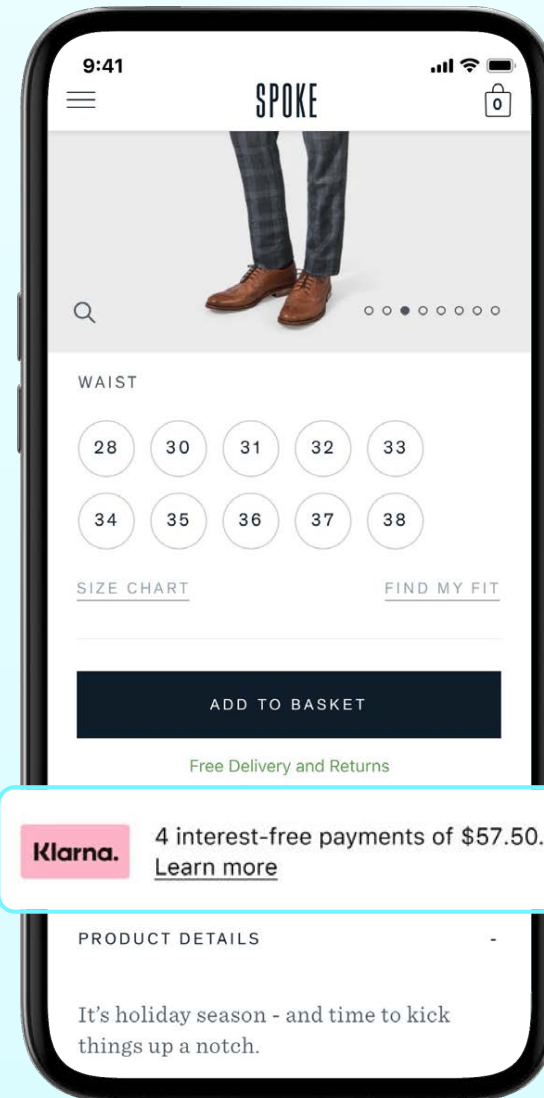 9:41
SPOKE
0
WAIST
28 30 31 32 33
34 35 36 37 38
SIZE CHART FIND MY FIT
ADD TO BASKET
Free Delivery and Returns
Klarna. 4 interest-free payments of $57.50.
Learn more
PRODUCT DETAILS -
It’s holiday season - and time to kick
things up a notch.